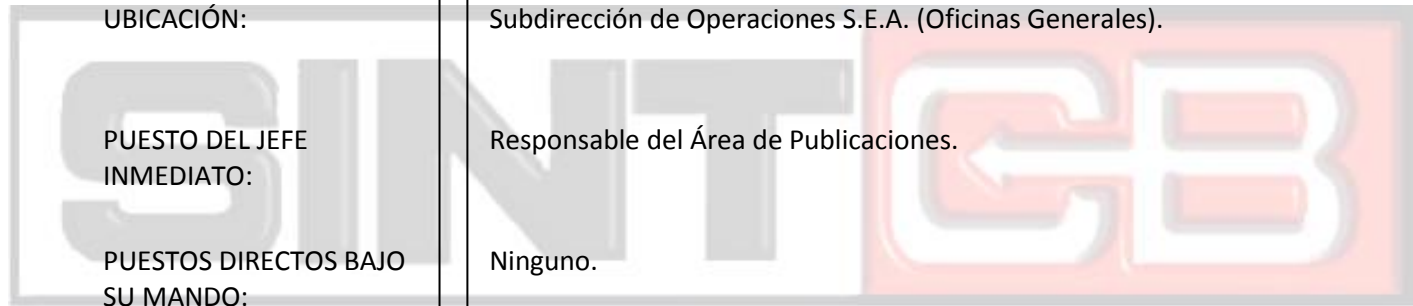 UBICACIÓN: Subdirección de Operaciones S.E.A. (Oficinas Generales).
PUESTO DEL JEFE Responsable del Área de Publicaciones.
INMEDIATO:
PUESTOS DIRECTOS BAJO Ninguno.
SU MANDO:
SINTCB